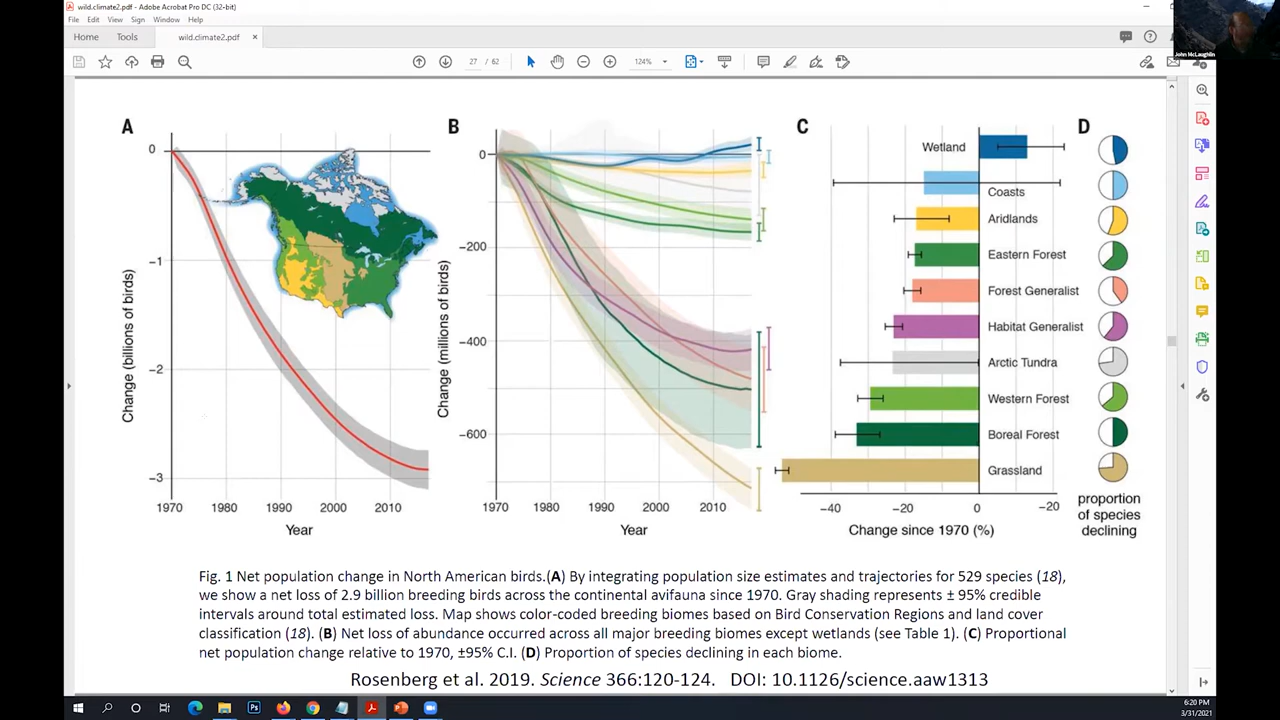 wild.climate2.pdf - Adobe Acrobat Pro DC (32-bit)
File Edit View Sign Window Help
Home Tools wild.climate2.pdf ×
27 / 62 124%
John McLaughlin
A
0
-1
-2
-3
Change (billions of birds)
1970 1980 1990 2000 2010
Year
B
0
-200
-400
-600
Change (millions of birds)
1970 1980 1990 2000 2010
Year
C
Wetland
Coasts
Aridlands
Eastern Forest
Forest Generalist
Habitat Generalist
Arctic Tundra
Western Forest
Boreal Forest
Grassland
-40 -20 0 -20
Change since 1970 (%)
D
proportion
of species
declining
Fig. 1 Net population change in North American birds.(A) By integrating population size estimates and trajectories for 529 species (18),
we show a net loss of 2.9 billion breeding birds across the continental avifauna since 1970. Gray shading represents ± 95% credible
intervals around total estimated loss. Map shows color-coded breeding biomes based on Bird Conservation Regions and land cover
classification (18). (B) Net loss of abundance occurred across all major breeding biomes except wetlands (see Table 1). (C) Proportional
net population change relative to 1970, ±95% C.I. (D) Proportion of species declining in each biome.
Rosenberg et al. 2019. Science 366:120-124. DOI: 10.1126/science.aaw1313
6:20 PM
3/31/2021